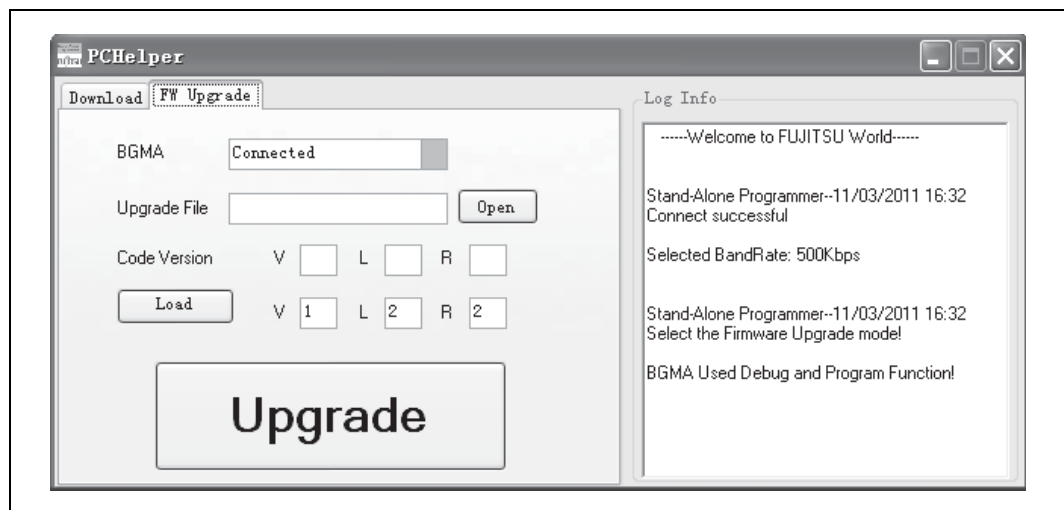 PCHelper
Download FW Upgrade
BGMA Connected
Upgrade File Open
Code Version V L R
Load V 1 L 2 R 2
Upgrade
Log Info
------Welcome to FUJITSU World------
Stand-Alone Programmer--11/03/2011 16:32
Connect successful
Selected BandRate: 500Kbps
Stand-Alone Programmer--11/03/2011 16:32
Select the Firmware Upgrade mode!
BGMA Used Debug and Program Function!